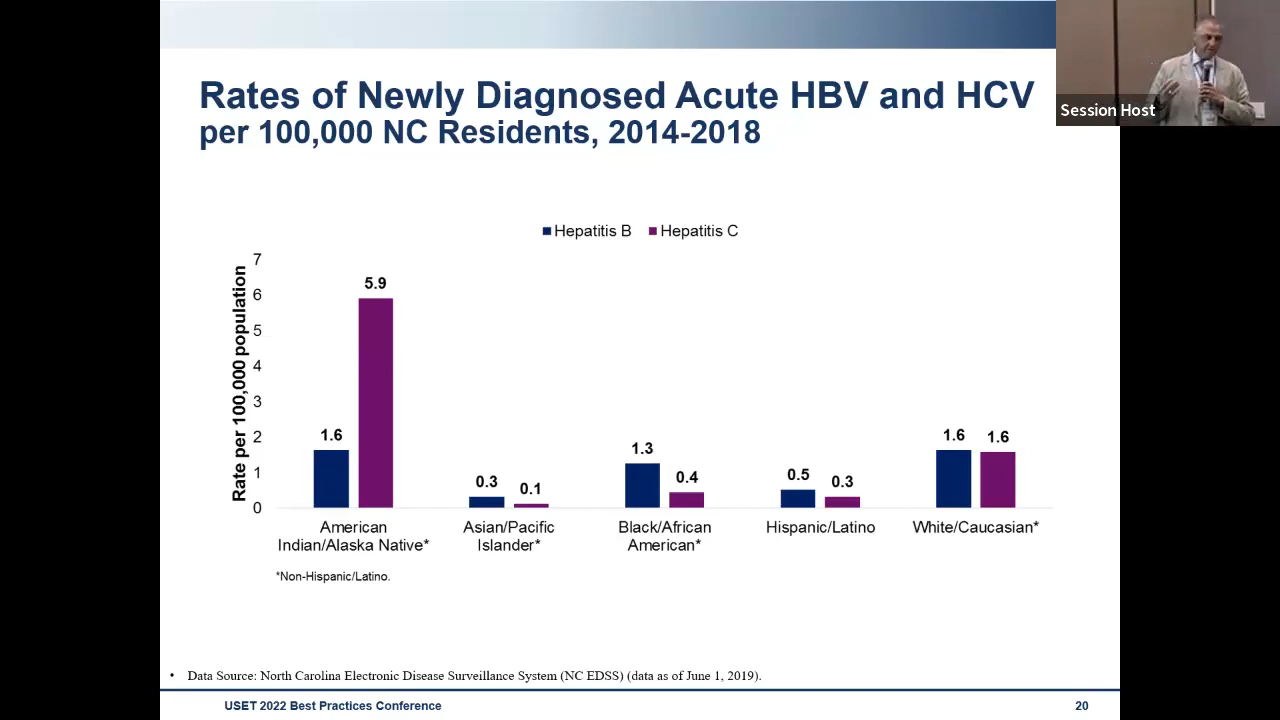 Rates of Newly Diagnosed Acute HBV and HCV
per 100,000 NC Residents, 2014-2018
Session Host
Hepatitis B Hepatitis C
Rate per 100,000 population
7
6
5
4
3
2
1
0
1.6 5.9
0.3 0.1
1.3 0.4
0.5 0.3
1.6 1.6
American
Indian/Alaska Native*
Asian/Pacific
Islander*
Black/African
American*
Hispanic/Latino
White/Caucasian*
*Non-Hispanic/Latino.
• Data Source: North Carolina Electronic Disease Surveillance System (NC EDSS) (data as of June 1, 2019).
USET 2022 Best Practices Conference 20